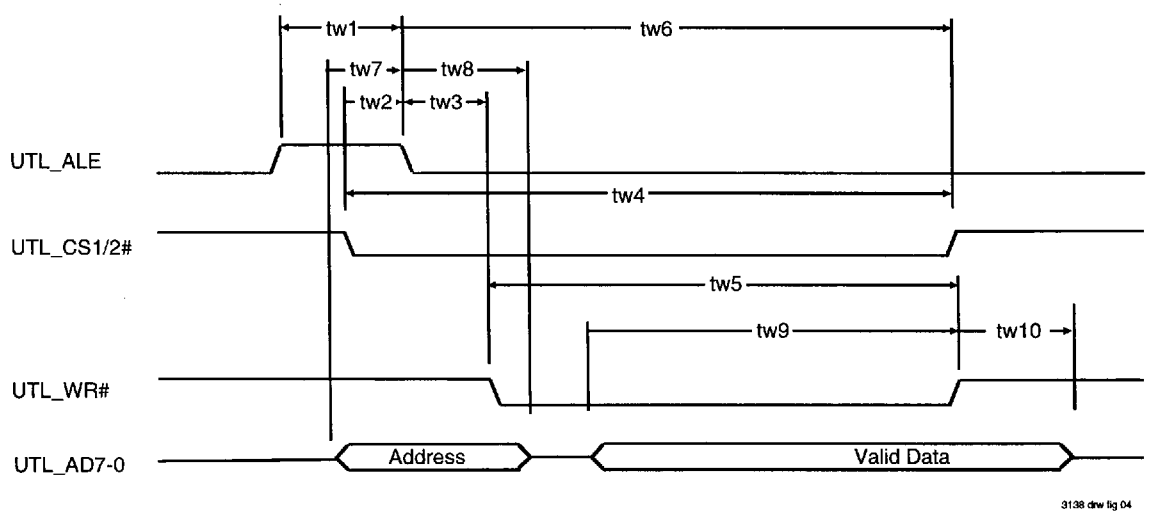 tw1
tw6
tw7
tw8
tw2
tw3
UTL_ALE
tw4
UTL_CS1/2#
tw5
tw9
tw10
UTL_WR#
UTL_AD7-0
Address
Valid Data
3138 drw fig 04